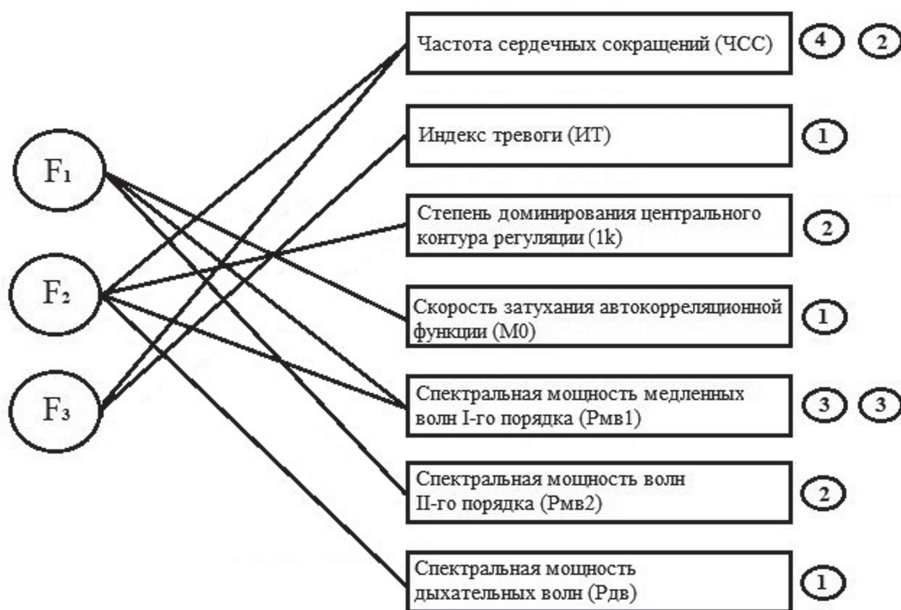 Частота сердечных сокращений (ЧСС)
4 2
Индекс тревоги (ИТ)
1
F1
Степень доминирования центрального
контура регуляции (1k)
2
F2
Скорость затухания автокорреляционной
функции (М0)
1
F3
Спектральная мощность медленных
волн I-го порядка (Рмв1)
3 3
Спектральная мощность волн
II-го порядка (Рмв2)
2
Спектральная мощность
дыхательных волн (Рдв)
1